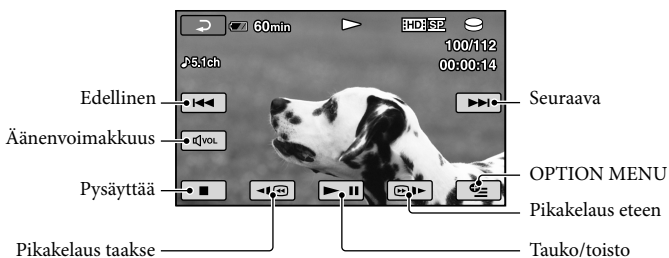 60min
HD SP
100/112
♪5.1ch
00:00:14
Edellinen
Seuraava
VOL
Äänenvoimakkuus
Pysäyttää
OPTION MENU
Pikakelaus eteen
Pikakelaus taakse
Tauko/toisto